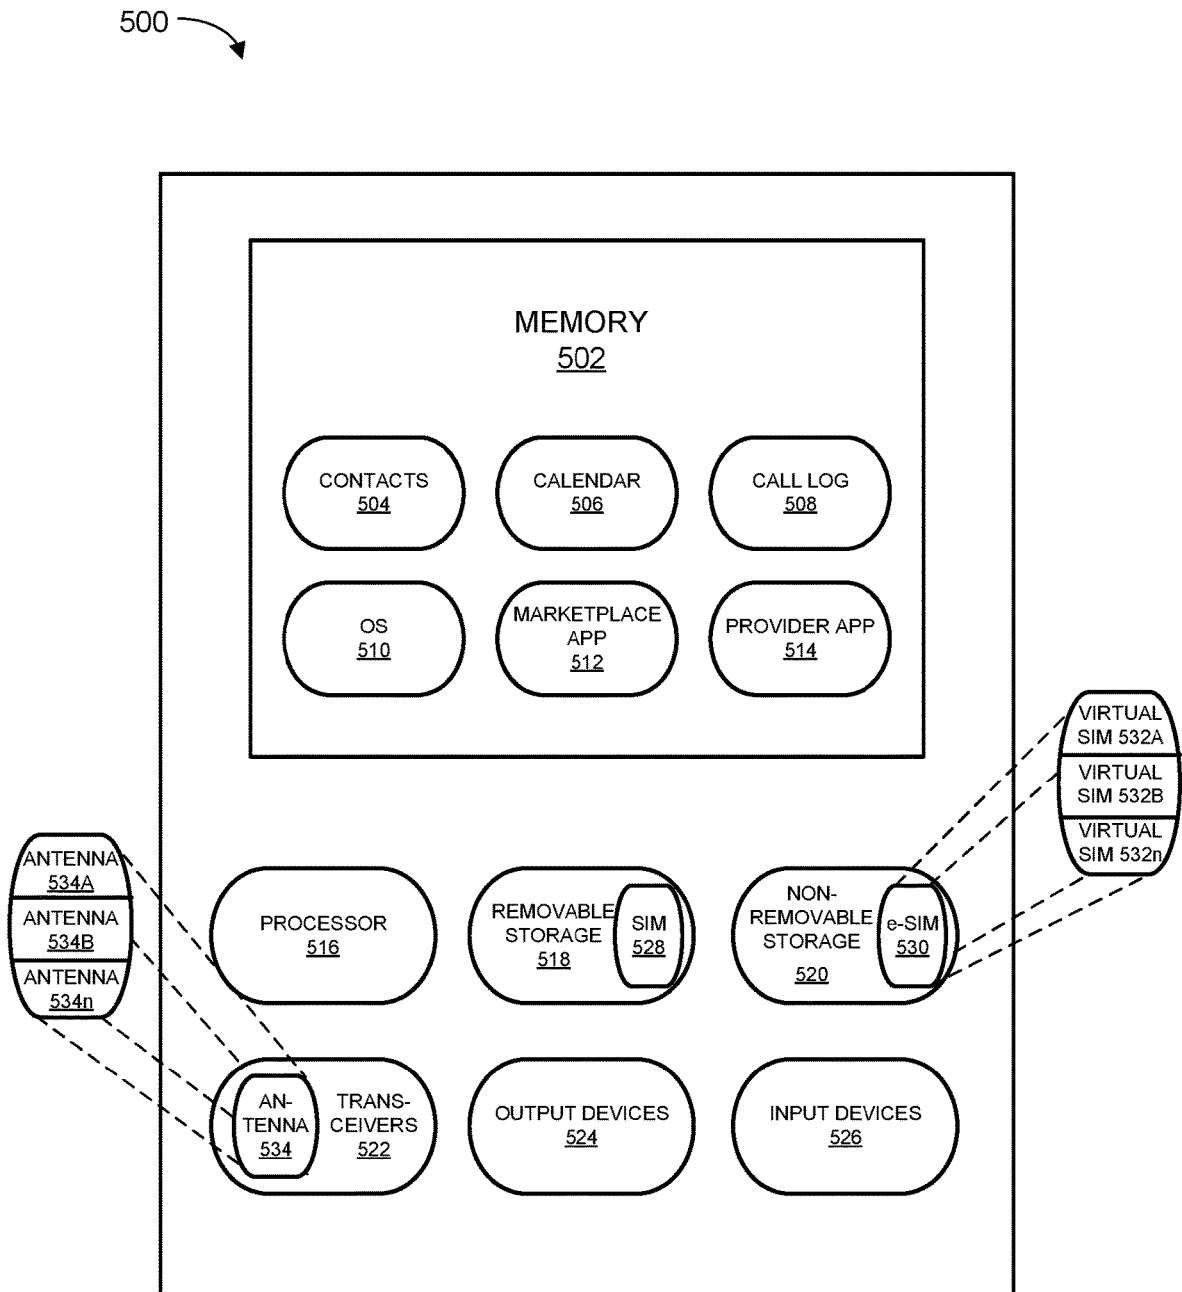 500
MEMORY
502
CONTACTS
504
CALENDAR
506
CALL LOG
508
OS
510
MARKETPLACE
APP
512
PROVIDER APP
514
VIRTUAL
SIM 532A
VIRTUAL
SIM 532B
VIRTUAL
SIM 532n
ANTENNA
534A
ANTENNA
534B
ANTENNA
534n
PROCESSOR
516
REMOVABLE
STORAGE
518
SIM
528
NON-
REMOVABLE
STORAGE
520
e-SIM
530
AN-
TENNA
534
TRANS-
CEIVERS
522
OUTPUT DEVICES
524
INPUT DEVICES
526